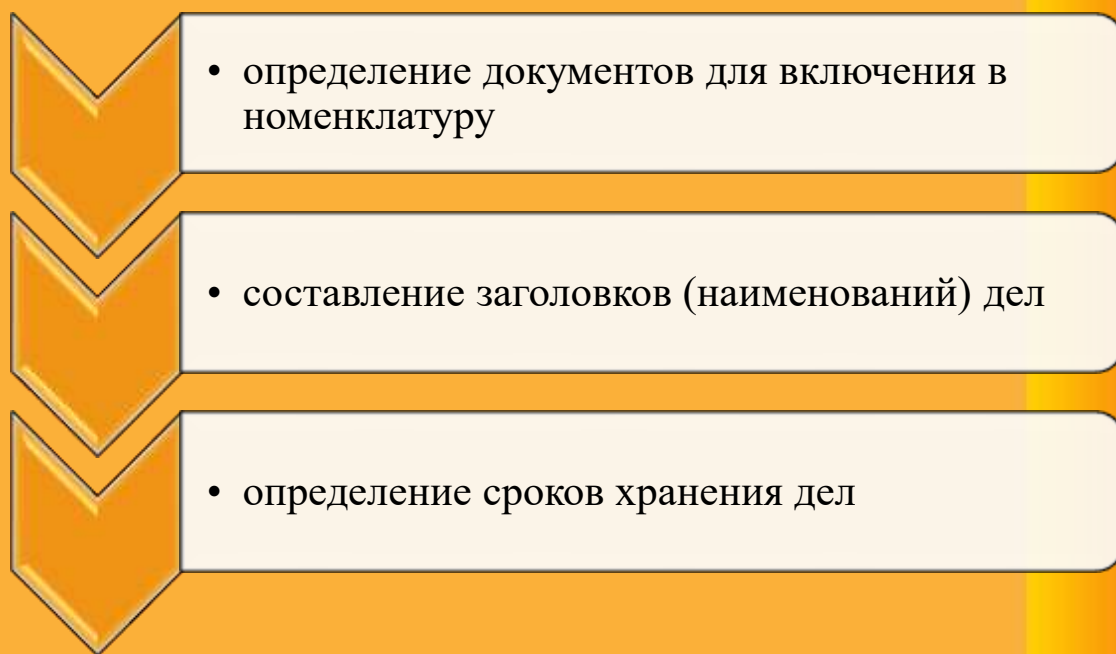 • определение документов для включения в
номенклатуру
• составление заголовков (наименований) дел
• определение сроков хранения дел